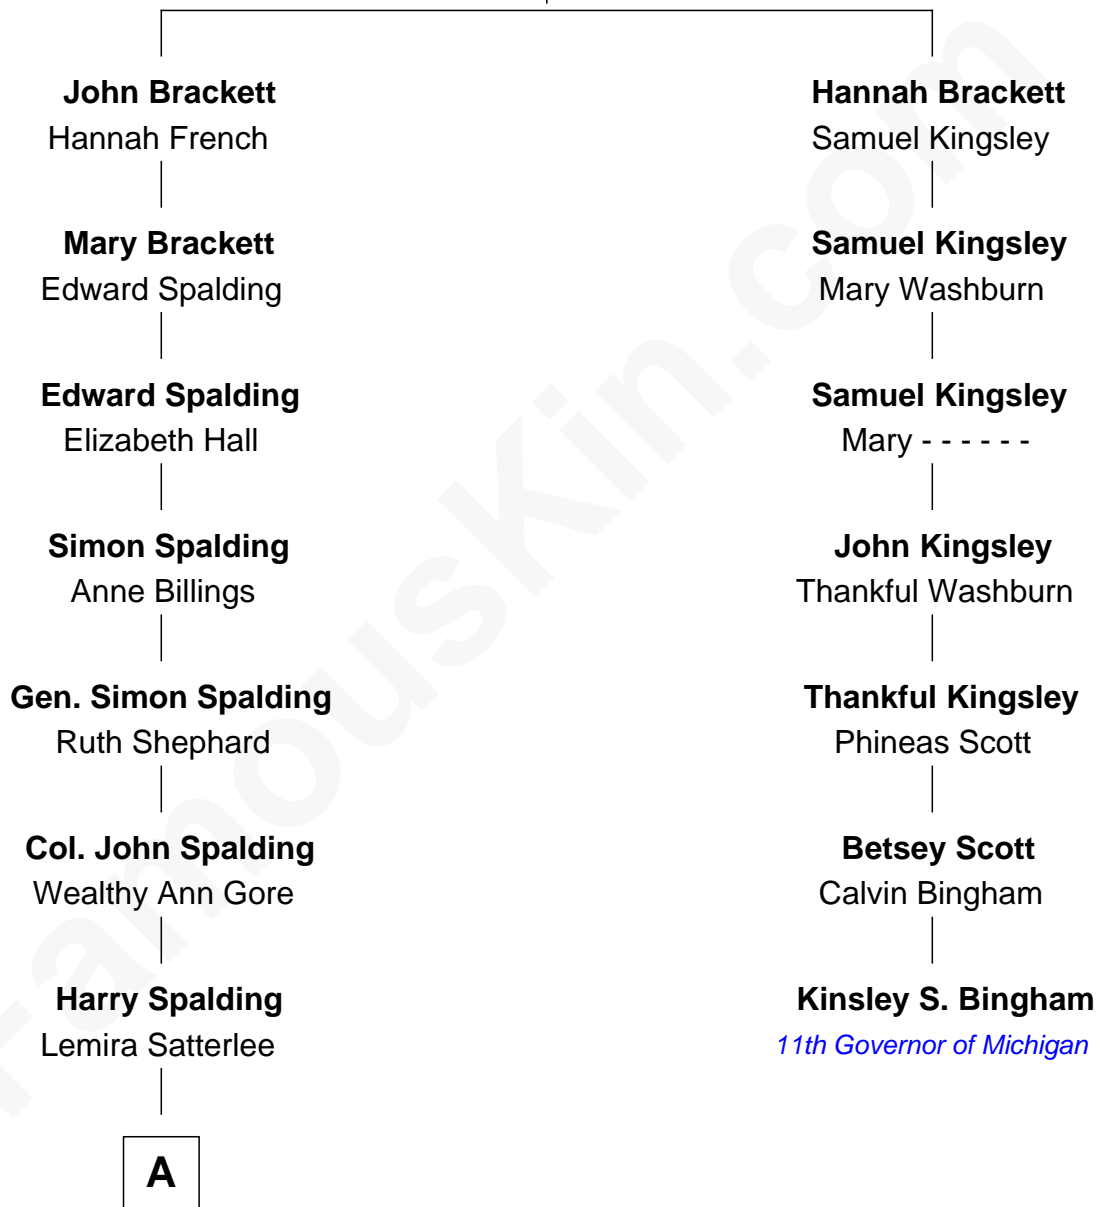 John Brackett
Hannah French
Mary Brackett
Edward Spalding
Edward Spalding
Elizabeth Hall
Simon Spalding
Anne Billings
Gen. Simon Spalding
Ruth Shephard
Col. John Spalding
Wealthy Ann Gore
Harry Spalding
Lemira Satterlee
A
Hannah Brackett
Samuel Kingsley
Samuel Kingsley
Mary Washburn
Samuel Kingsley
Mary - - - - - -
John Kingsley
Thankful Washburn
Thankful Kingsley
Phineas Scott
Betsey Scott
Calvin Bingham
Kinsley S. Bingham
11th Governor of Michigan
FamousKin.com